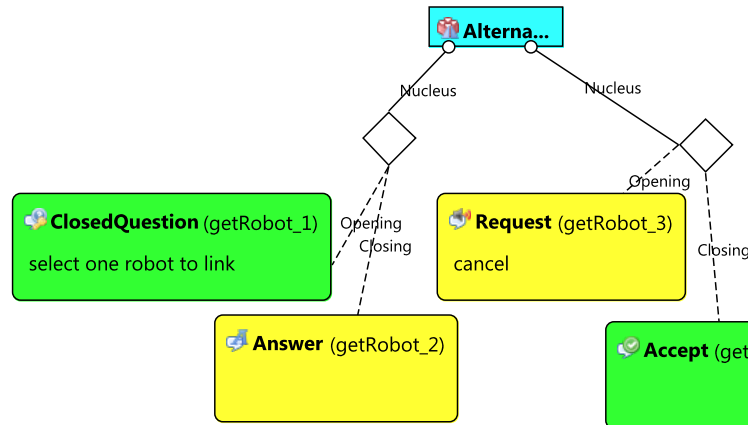 Alterna...
Nucleus
Nucleus
Opening
ClosedQuestion (getRobot_1)
select one robot to link
Opening
Closing
Request (getRobot_3)
cancel
Closing
Answer (getRobot_2)
Accept (get